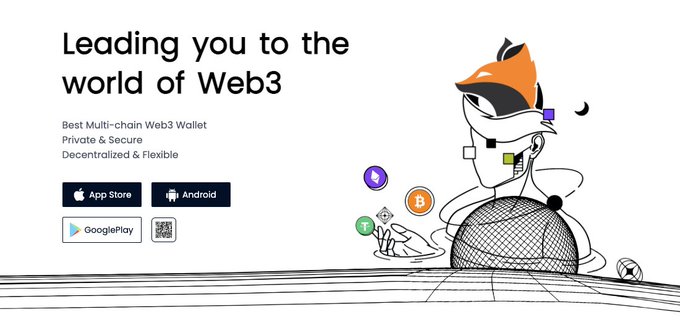 Leading you to the
world of Web3
Best Multi-chain Web3 Wallet
Private & Secure
Decentralized & Flexible
App Store
Android
GooglePlay